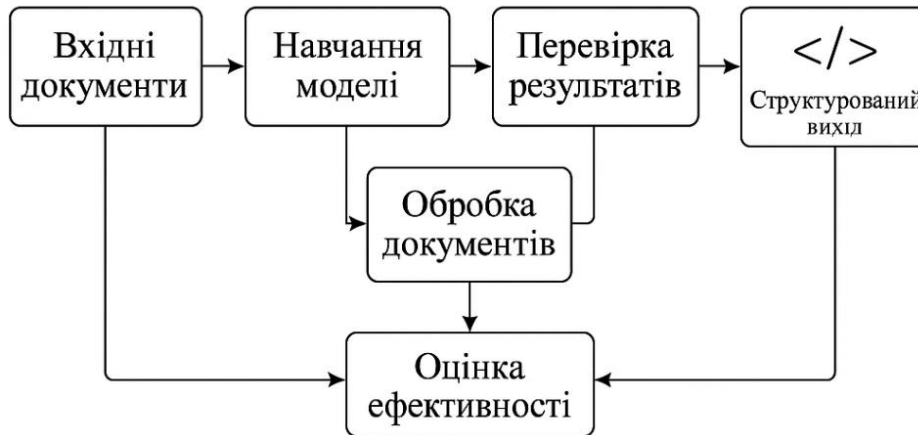 Вхідні
документи
Навчання
моделі
Перевірка
результатів
</>
Структурований
вихід
Обробка
документів
Оцінка
ефективності